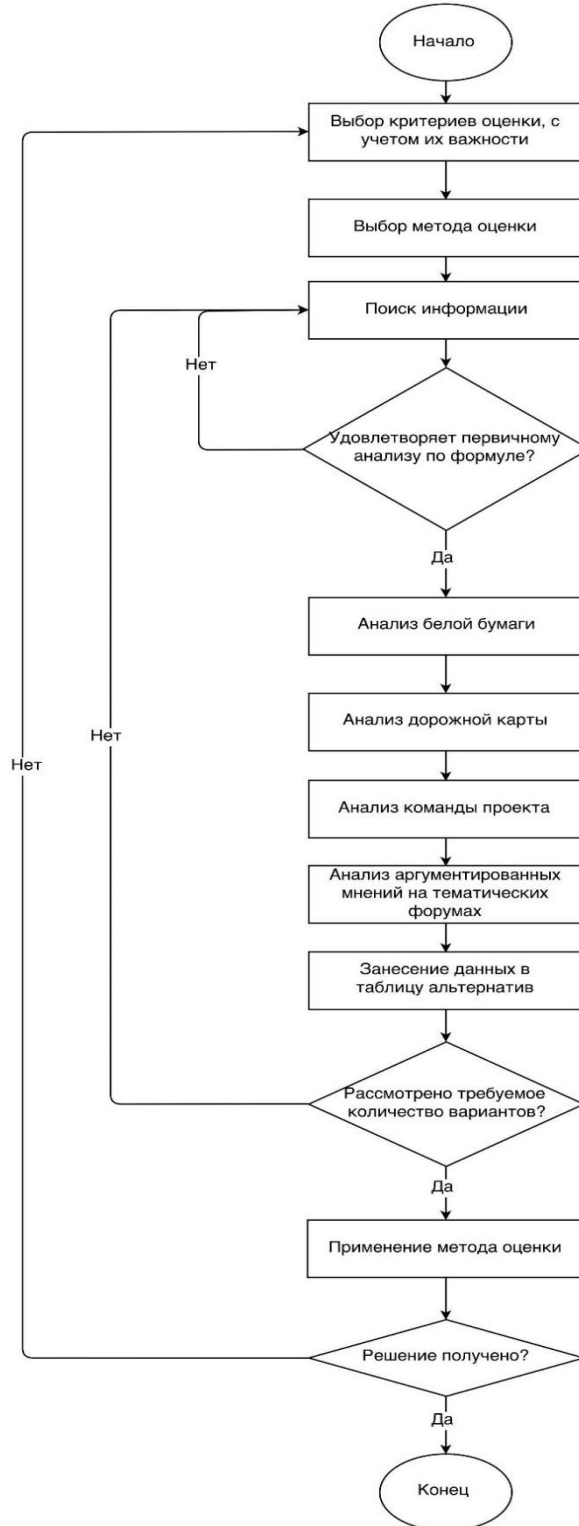 Начало
Выбор критериев оценки, с
учетом их важности
Выбор метода оценки
Поиск информации
Нет
Удовлетворяет первичному
анализу по формуле?
Да
Анализ белой бумаги
Анализ дорожной карты
Нет
Нет
Анализ команды проекта
Анализ аргументированных
мнений на тематических
форумах
Занесение данных в
таблицу альтернатив
Рассмотрено требуемое
количество вариантов?
Да
Применение метода оценки
Решение получено?
Да
Конец